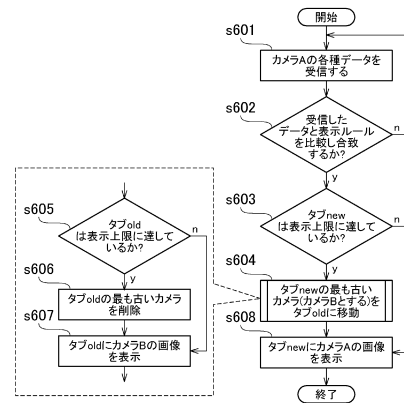 開始
s601
カメラAの各種データを
受信する
s602
受信した
データと表示ルール
を比較し合致
するか?
n
y
s603
タブnew
は表示上限に達して
いるか?
n
y
s604
タブnewの最も古い
カメラ(カメラBとする)を
タブoldに移動
s605
タブold
は表示上限に達して
いるか?
n
y
s606
タブoldの最も古いカメラ
を削除
s607
タブoldにカメラBの画像
を表示
s608
タブnewにカメラAの画像
を表示
終了